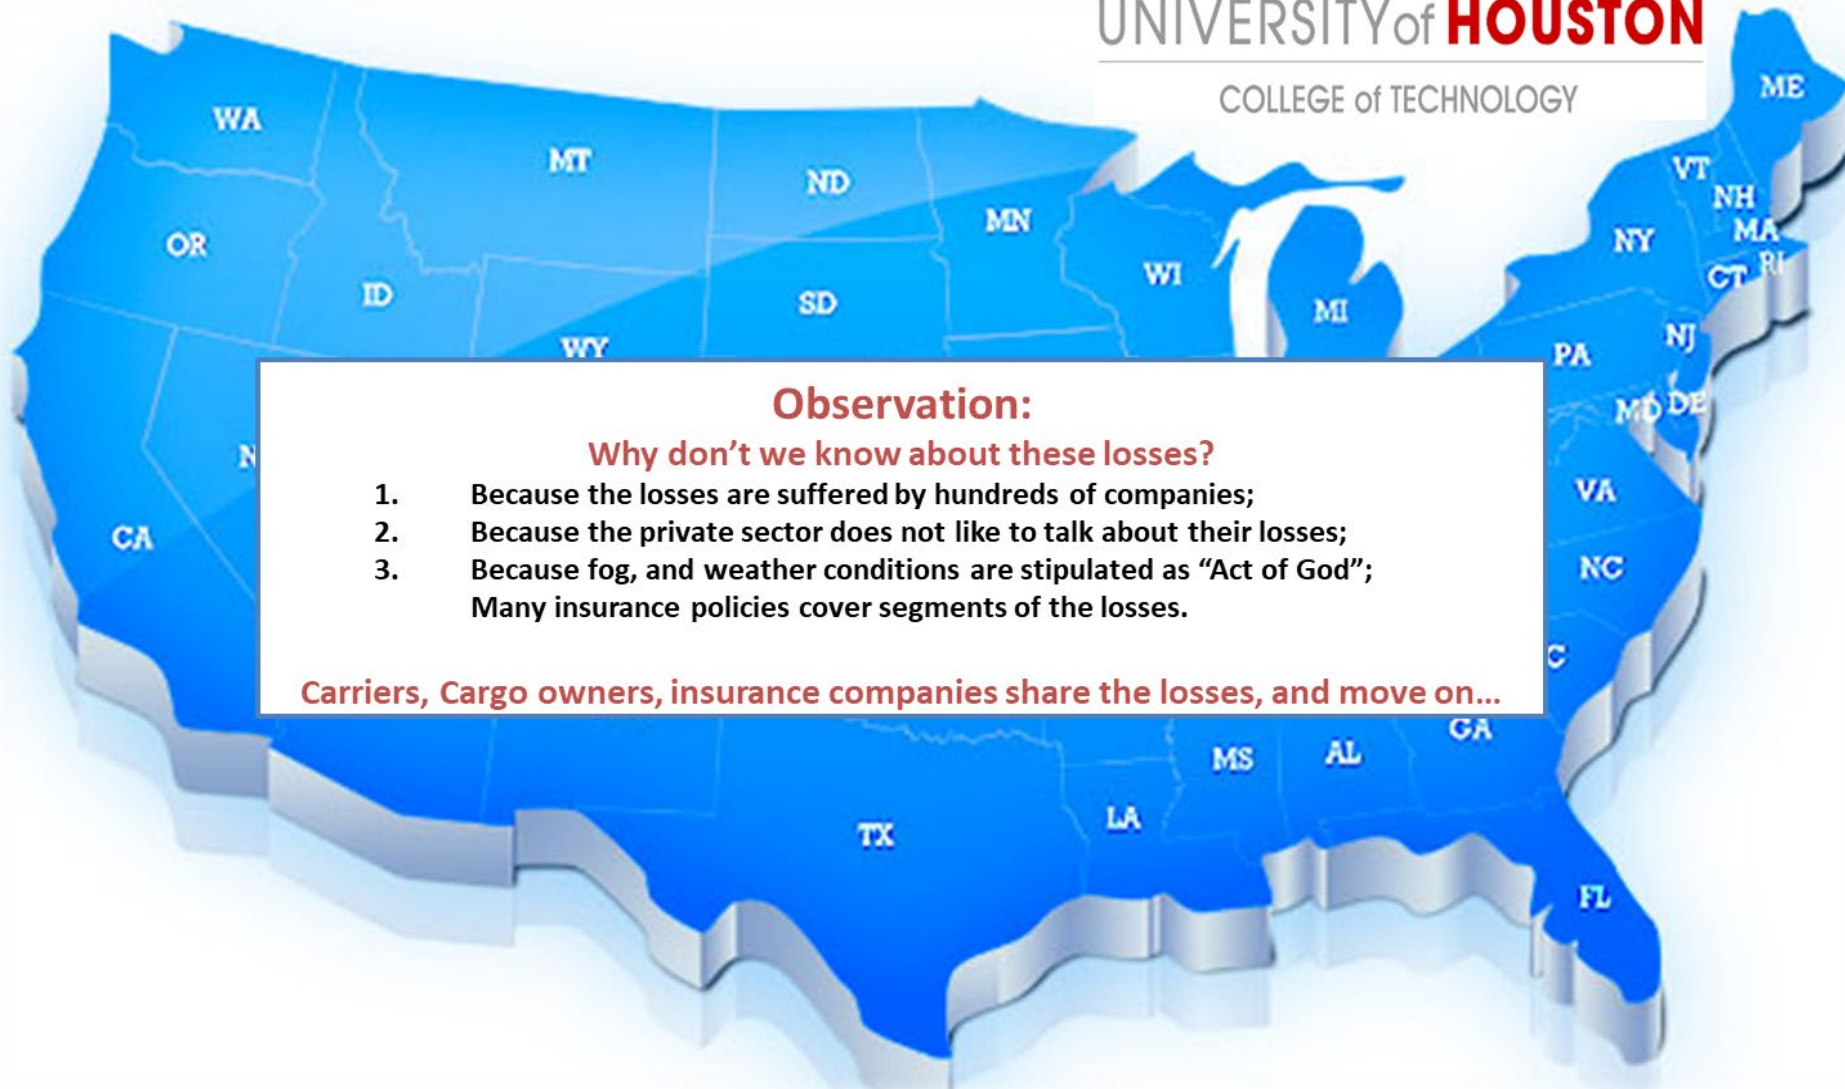 UNIVERSITY of HOUSTON
COLLEGE of TECHNOLOGY
WA
MT
ND
MN
OR
ID
SD
WI
MI
WY
ME
VT
NH
MA
NY
CT RI
PA
NJ
MD DE
N
CA
VA
NC
C
Observation:
Why don’t we know about these losses?
1. Because the losses are suffered by hundreds of companies;
2. Because the private sector does not like to talk about their losses;
3. Because fog, and weather conditions are stipulated as “Act of God”;
Many insurance policies cover segments of the losses.
Carriers, Cargo owners, insurance companies share the losses, and move on...
GA
MS
AL
TX
LA
FL